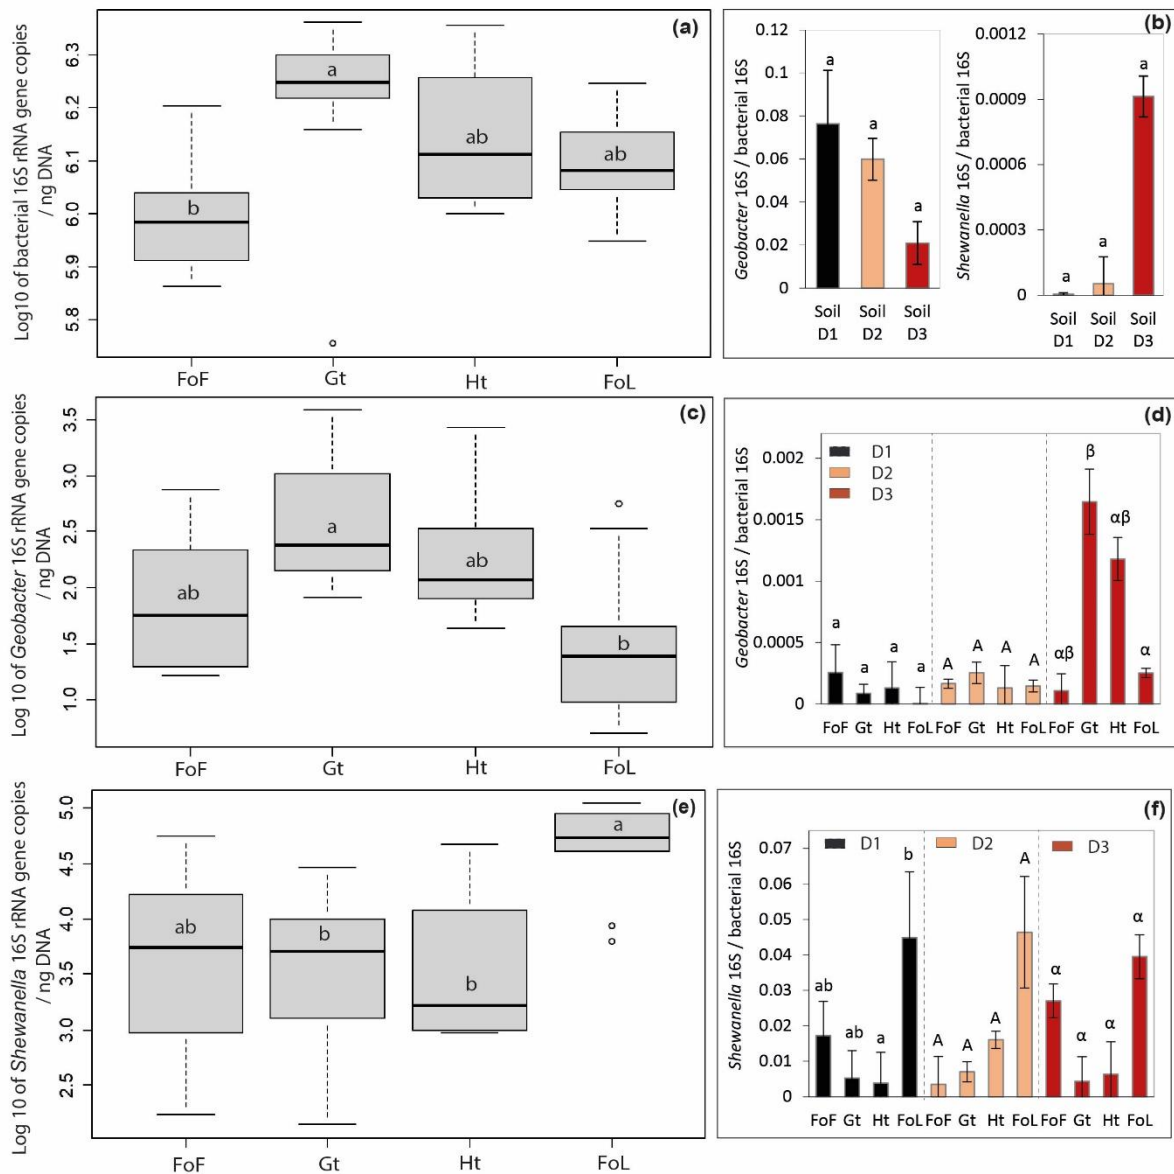 (a)
Log10 of bacterial 16S rRNA gene copies
/ ng DNA
6.3
6.2
6.1
6.0
5.9
5.8
b
a
ab
ab
FoF Gt Ht FoL
(b)
Geobacter 16S / bacterial 16S
0.12
0.1
0.08
0.06
0.04
0.02
0
a a a
Soil Soil Soil
D1 D2 D3
Shewanella 16S / bacterial 16S
0.0012
0.0009
0.0006
0.0003
0
a a a
Soil Soil Soil
D1 D2 D3
(c)
Log 10 of Geobacter 16S rRNA gene copies
/ ng DNA
3.5
3.0
2.5
2.0
1.5
1.0
ab
a
ab
b
FoF Gt Ht FoL
(d)
Geobacter 16S / bacterial 16S
0.002
0.0015
0.001
0.0005
0
D1
D2
D3
a a a a A A A A αβ β αβ α
FoF Gt Ht FoL FoF Gt Ht FoL FoF Gt Ht FoL
(e)
Log 10 of Shewanella 16S rRNA gene copies
/ ng DNA
5.0
4.5
4.0
3.5
3.0
2.5
ab
b
b
a
FoF Gt Ht FoL
(f)
Shewanella 16S / bacterial 16S
0.07
0.06
0.05
0.04
0.03
0.02
0.01
0
D1 D2 D3
ab ab a b A A A A α α α α
FoF Gt Ht FoL FoF Gt Ht FoL FoF Gt Ht FoL